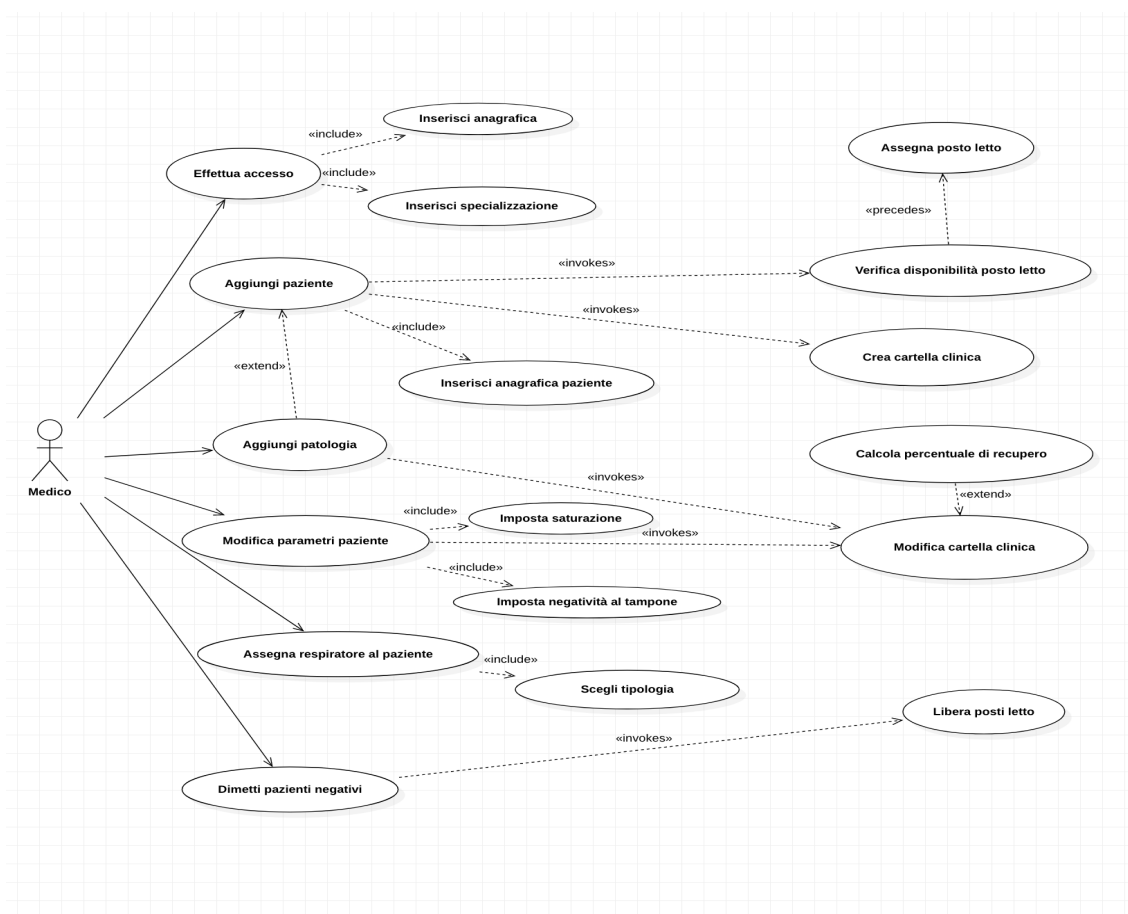 Inserisci anagrafica
«include»
Assegna posto letto
Effettua accesso
«include»
Inserisci specializzazione
«precedes»
«invokes»
Verifica disponibilità posto letto
Aggiungi paziente
«invokes»
«include»
Crea cartella clinica
«extend»
Inserisci anagrafica paziente
Aggiungi patologia
Calcola percentuale di recupero
«invokes»
Medico
«extend»
«include»
Imposta saturazione
«invokes»
Modifica parametri paziente
Modifica cartella clinica
«include»
Imposta negatività al tampone
Assegna respiratore al paziente
«include»
Scegli tipologia
Libera posti letto
«invokes»
Dimetti pazienti negativi